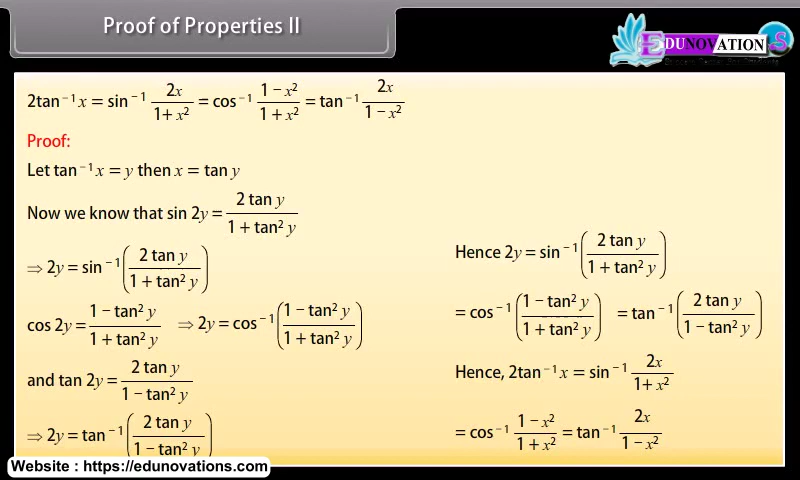 Proof of Properties II
EDUNOVATION S
2tan⁻¹x = sin⁻¹ 2x/(1+x²) = cos⁻¹ (1−x²)/(1+x²) = tan⁻¹ 2x/(1−x²)
Proof:
Let tan⁻¹x = y then x = tan y
Now we know that sin 2y = (2 tan y)/(1 + tan² y)
⇒ 2y = sin⁻¹((2 tan y)/(1 + tan² y))
cos 2y = (1 − tan² y)/(1 + tan² y) ⇒ 2y = cos⁻¹((1 − tan² y)/(1 + tan² y))
and tan 2y = (2 tan y)/(1 − tan² y)
⇒ 2y = tan⁻¹((2 tan y)/(1 − tan² y))
Hence 2y = sin⁻¹((2 tan y)/(1 + tan² y))
= cos⁻¹((1 − tan² y)/(1 + tan² y)) = tan⁻¹((2 tan y)/(1 − tan² y))
Hence, 2tan⁻¹x = sin⁻¹ 2x/(1+x²)
= cos⁻¹ (1−x²)/(1+x²) = tan⁻¹ 2x/(1−x²)
Website : https://edunovations.com